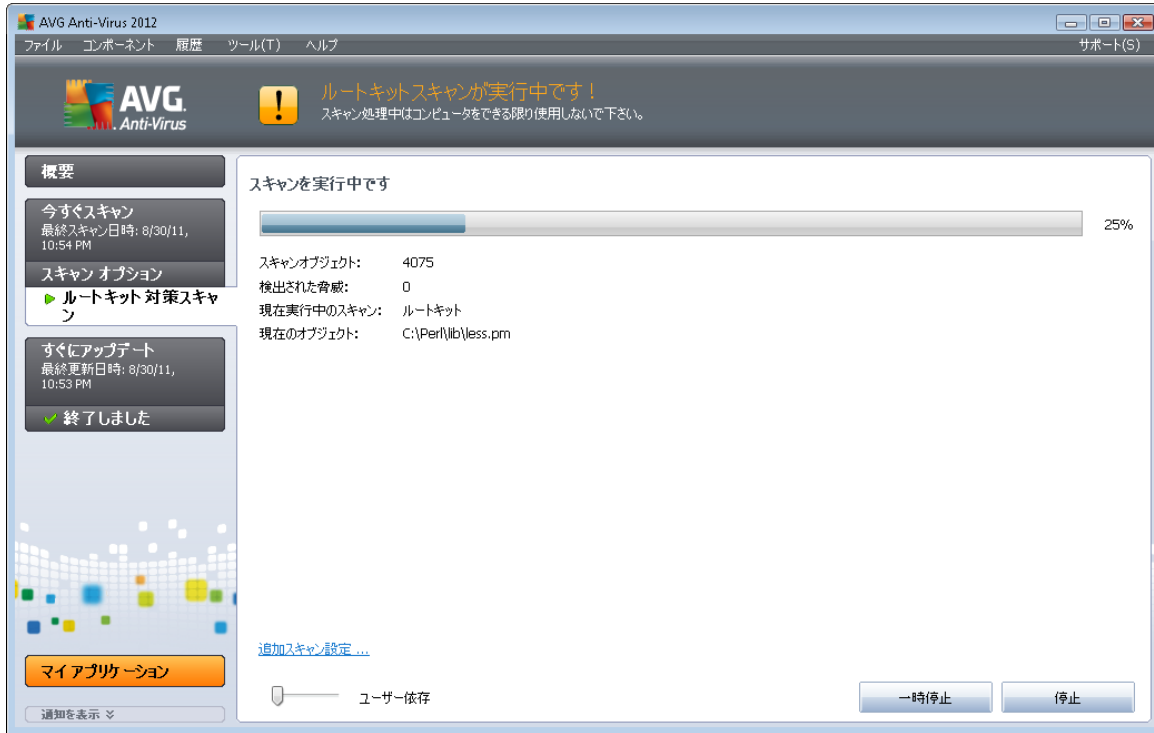 AVG Anti-Virus 2012
ファイル コンポーネント 履歴 ツール(T) ヘルプ サポート(S)
AVG.
Anti-Virus
ルートキットスキャンが実行中です！
スキャン処理中はコンピュータをできる限り使用しないで下さい。
概要
今すぐスキャン
最終スキャン日時: 8/30/11,
10:54 PM
スキャン オプション
ルートキット 対策スキャ
ン
すぐにアップデート
最終更新日時: 8/30/11,
10:53 PM
終了しました
マイ アプリケーション
通知を表示
スキャンを実行中です
25%
スキャンオブジェクト: 4075
検出された脅威: 0
現在実行中のスキャン: ルートキット
現在のオブジェクト: C:\Perl\lib\less.pm
追加スキャン設定 ...
ユーザー依存
一時停止 停止